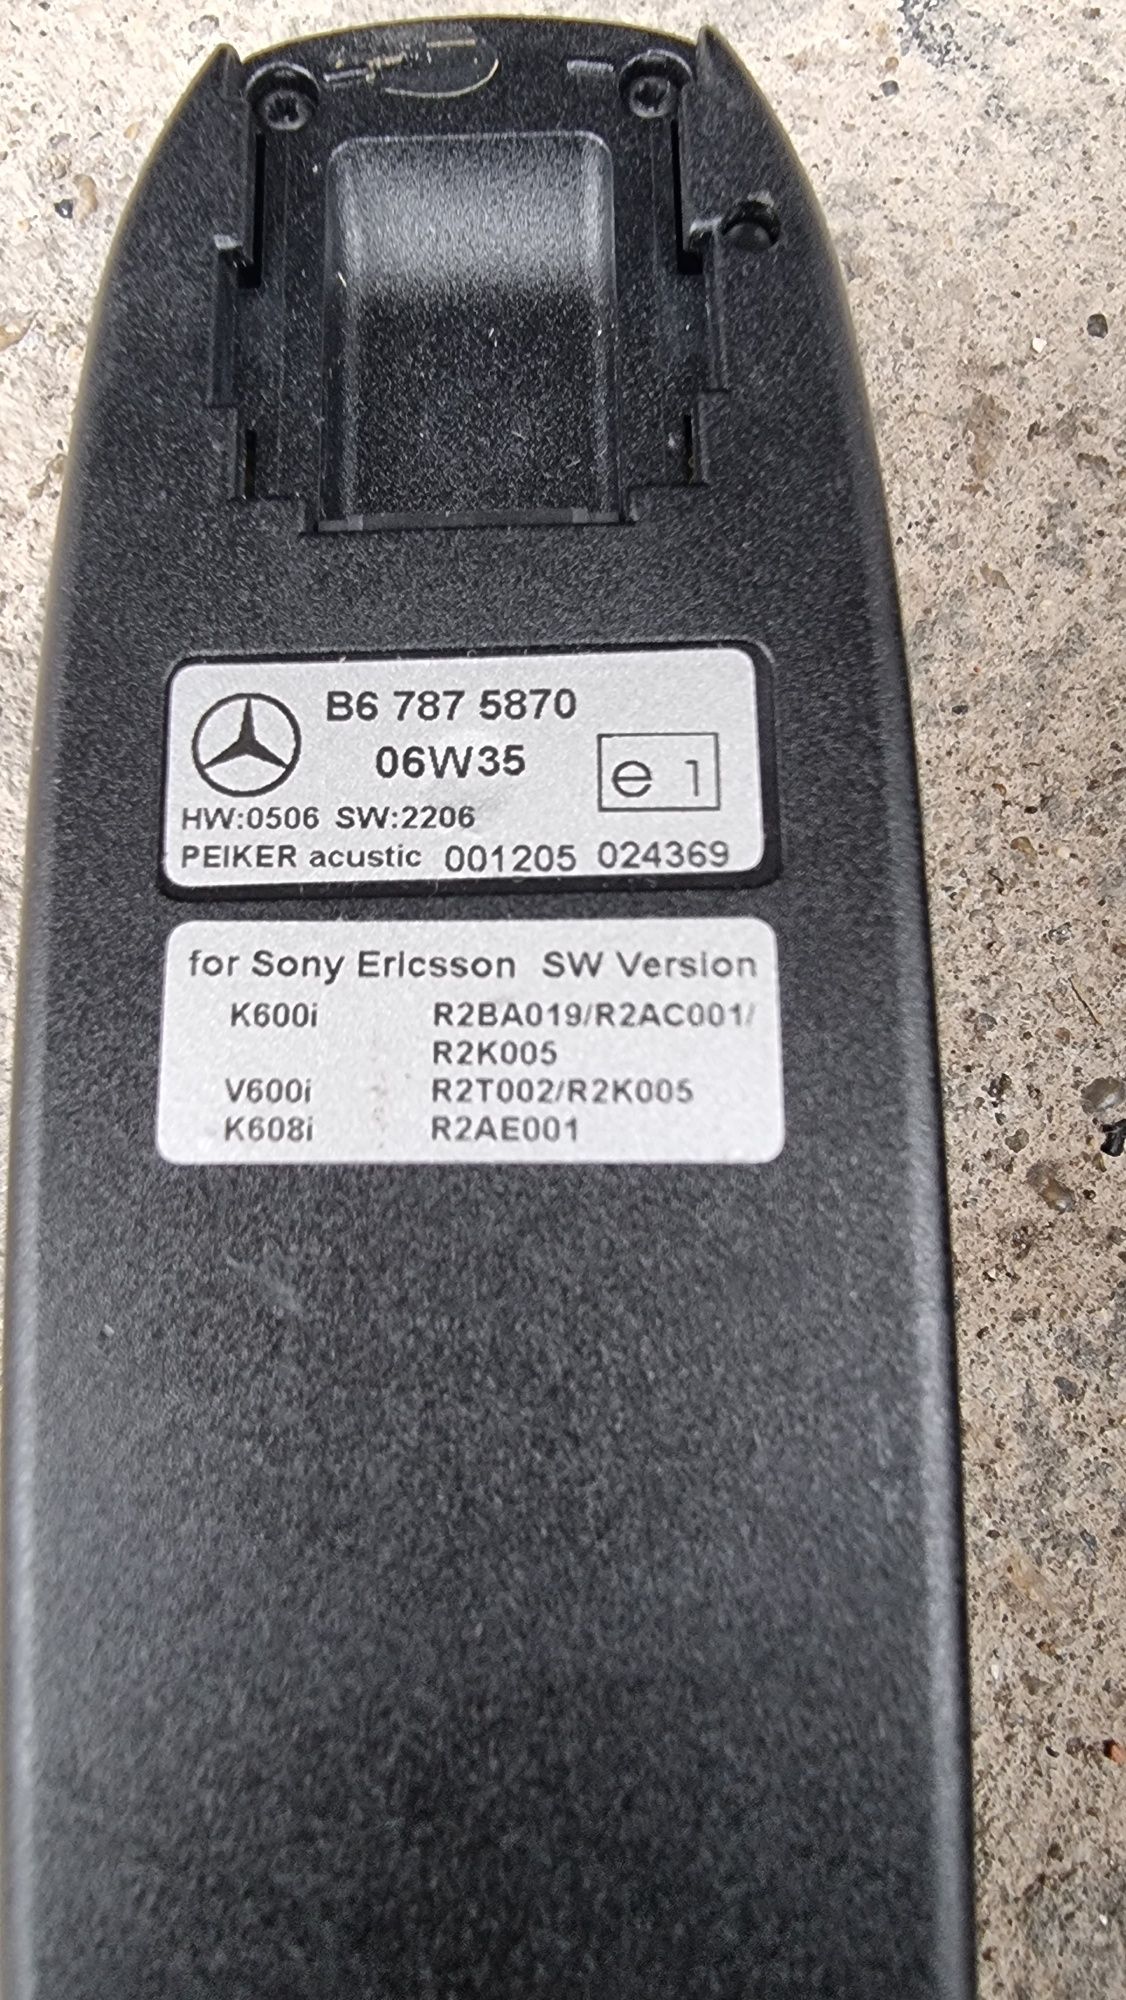 B6 787 5870
06W35
e 1
HW:0506 SW:2206
PEIKER acustic 001205 024369
for Sony Ericsson SW Version
K600i R2BA019/R2AC001/
R2K005
V600i R2T002/R2K005
K608i R2AE001